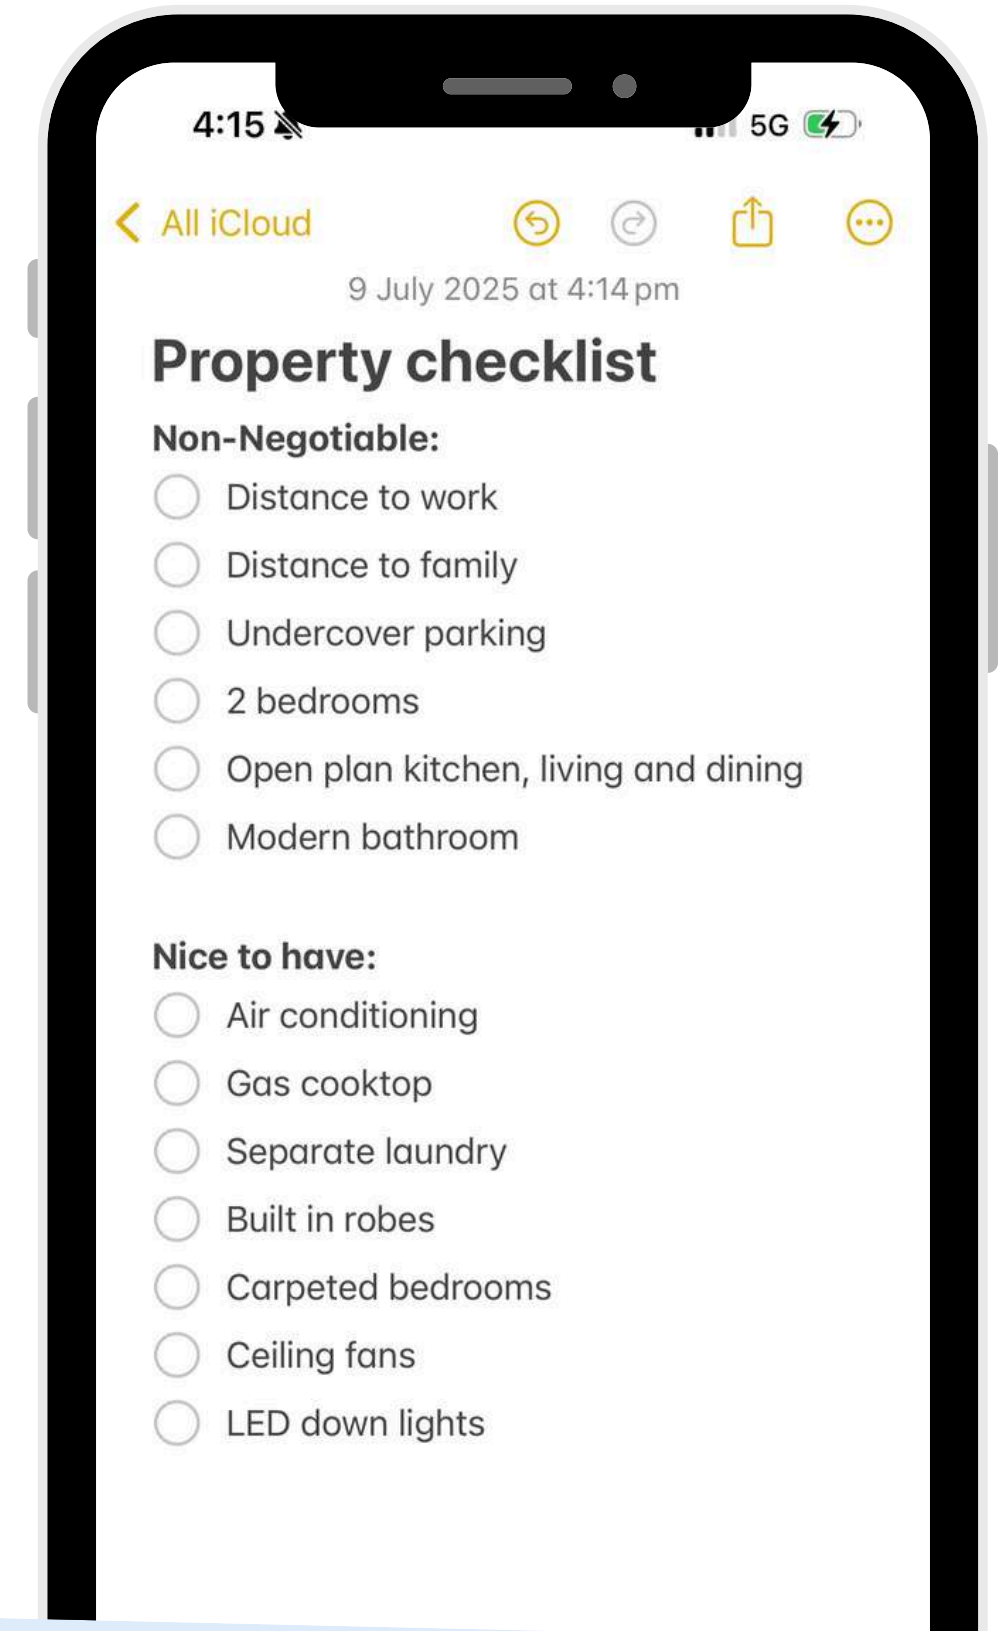 4:15 5G
All iCloud
9 July 2025 at 4:14 pm
Property checklist
Non-Negotiable:
Distance to work
Distance to family
Undercover parking
2 bedrooms
Open plan kitchen, living and dining
Modern bathroom
Nice to have:
Air conditioning
Gas cooktop
Separate laundry
Built in robes
Carpeted bedrooms
Ceiling fans
LED down lights